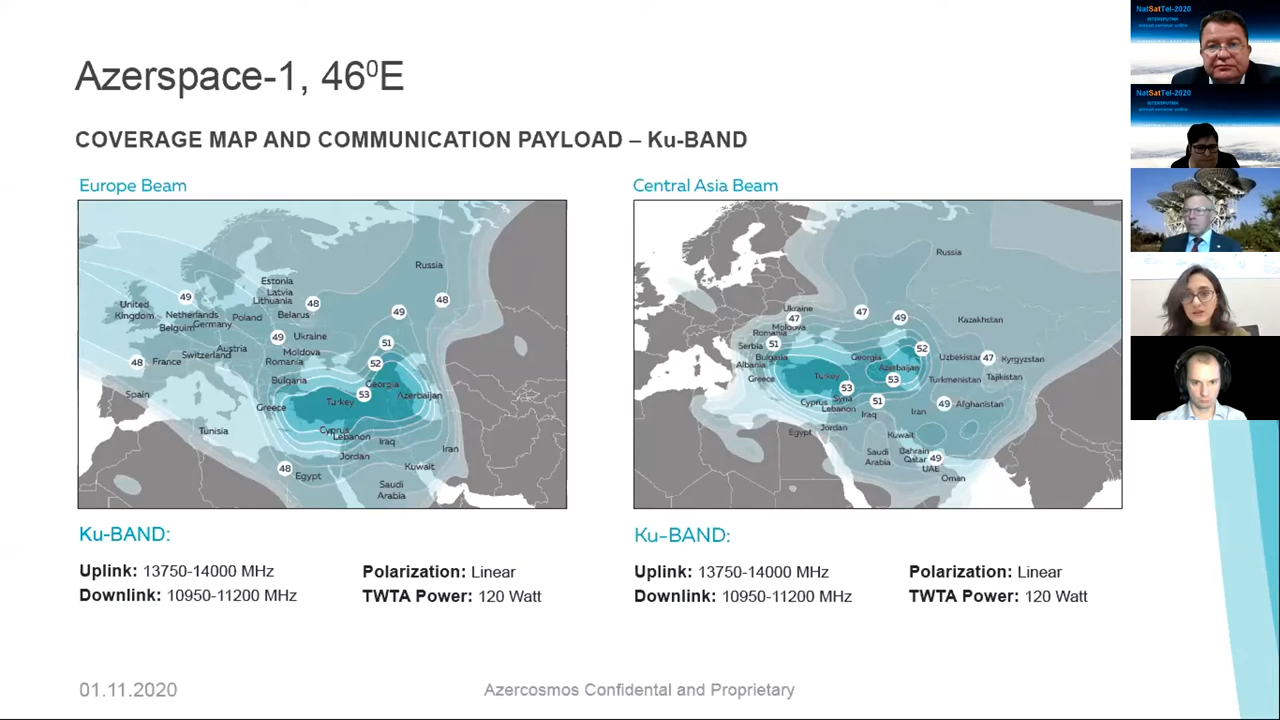 Azerspace-1, 46⁰E
COVERAGE MAP AND COMMUNICATION PAYLOAD – Ku-BAND
Europe Beam
Russia
Estonia
Latvia
Lithuania
48
49
48
49
United Kingdom
Netherlands
Belguim
Germany
Poland
Belarus
49
Ukraine
51
48
France
Switzerland
Austria
Moldova
Romania
52
Spain
Bulgaria
Georgia
53
Azerbaijan
Greece
Turkey
Tunisia
Cyprus
Lebanon
Iraq
Iran
Jordan
48
Egypt
Kuwait
Saudi
Arabia
Ku-BAND:
Uplink: 13750-14000 MHz
Downlink: 10950-11200 MHz
Polarization: Linear
TWTA Power: 120 Watt
Central Asia Beam
Russia
Ukraine
47
47
49
Kazakhstan
Moldova
Romania
Serbia
51
52
Bulgaria
Georgia
Uzbekistan
47
Kyrgyzstan
Albania
Azerbaijan
Greece
Turkey
53
53
Turkmenistan
Tajikistan
Cyprus
Syria
51
49
Afghanistan
Lebanon
Iraq
Iran
Egypt
Jordan
Kuwait
Saudi
Arabia
Bahrain
Qatar
49
UAE
Oman
Ku-BAND:
Uplink: 13750-14000 MHz
Downlink: 10950-11200 MHz
Polarization: Linear
TWTA Power: 120 Watt
01.11.2020
Azercosmos Confidental and Proprietary
NatSatTel-2020
INTERSPUTNIK
NatSatTel-2020
INTERSPUTNIK